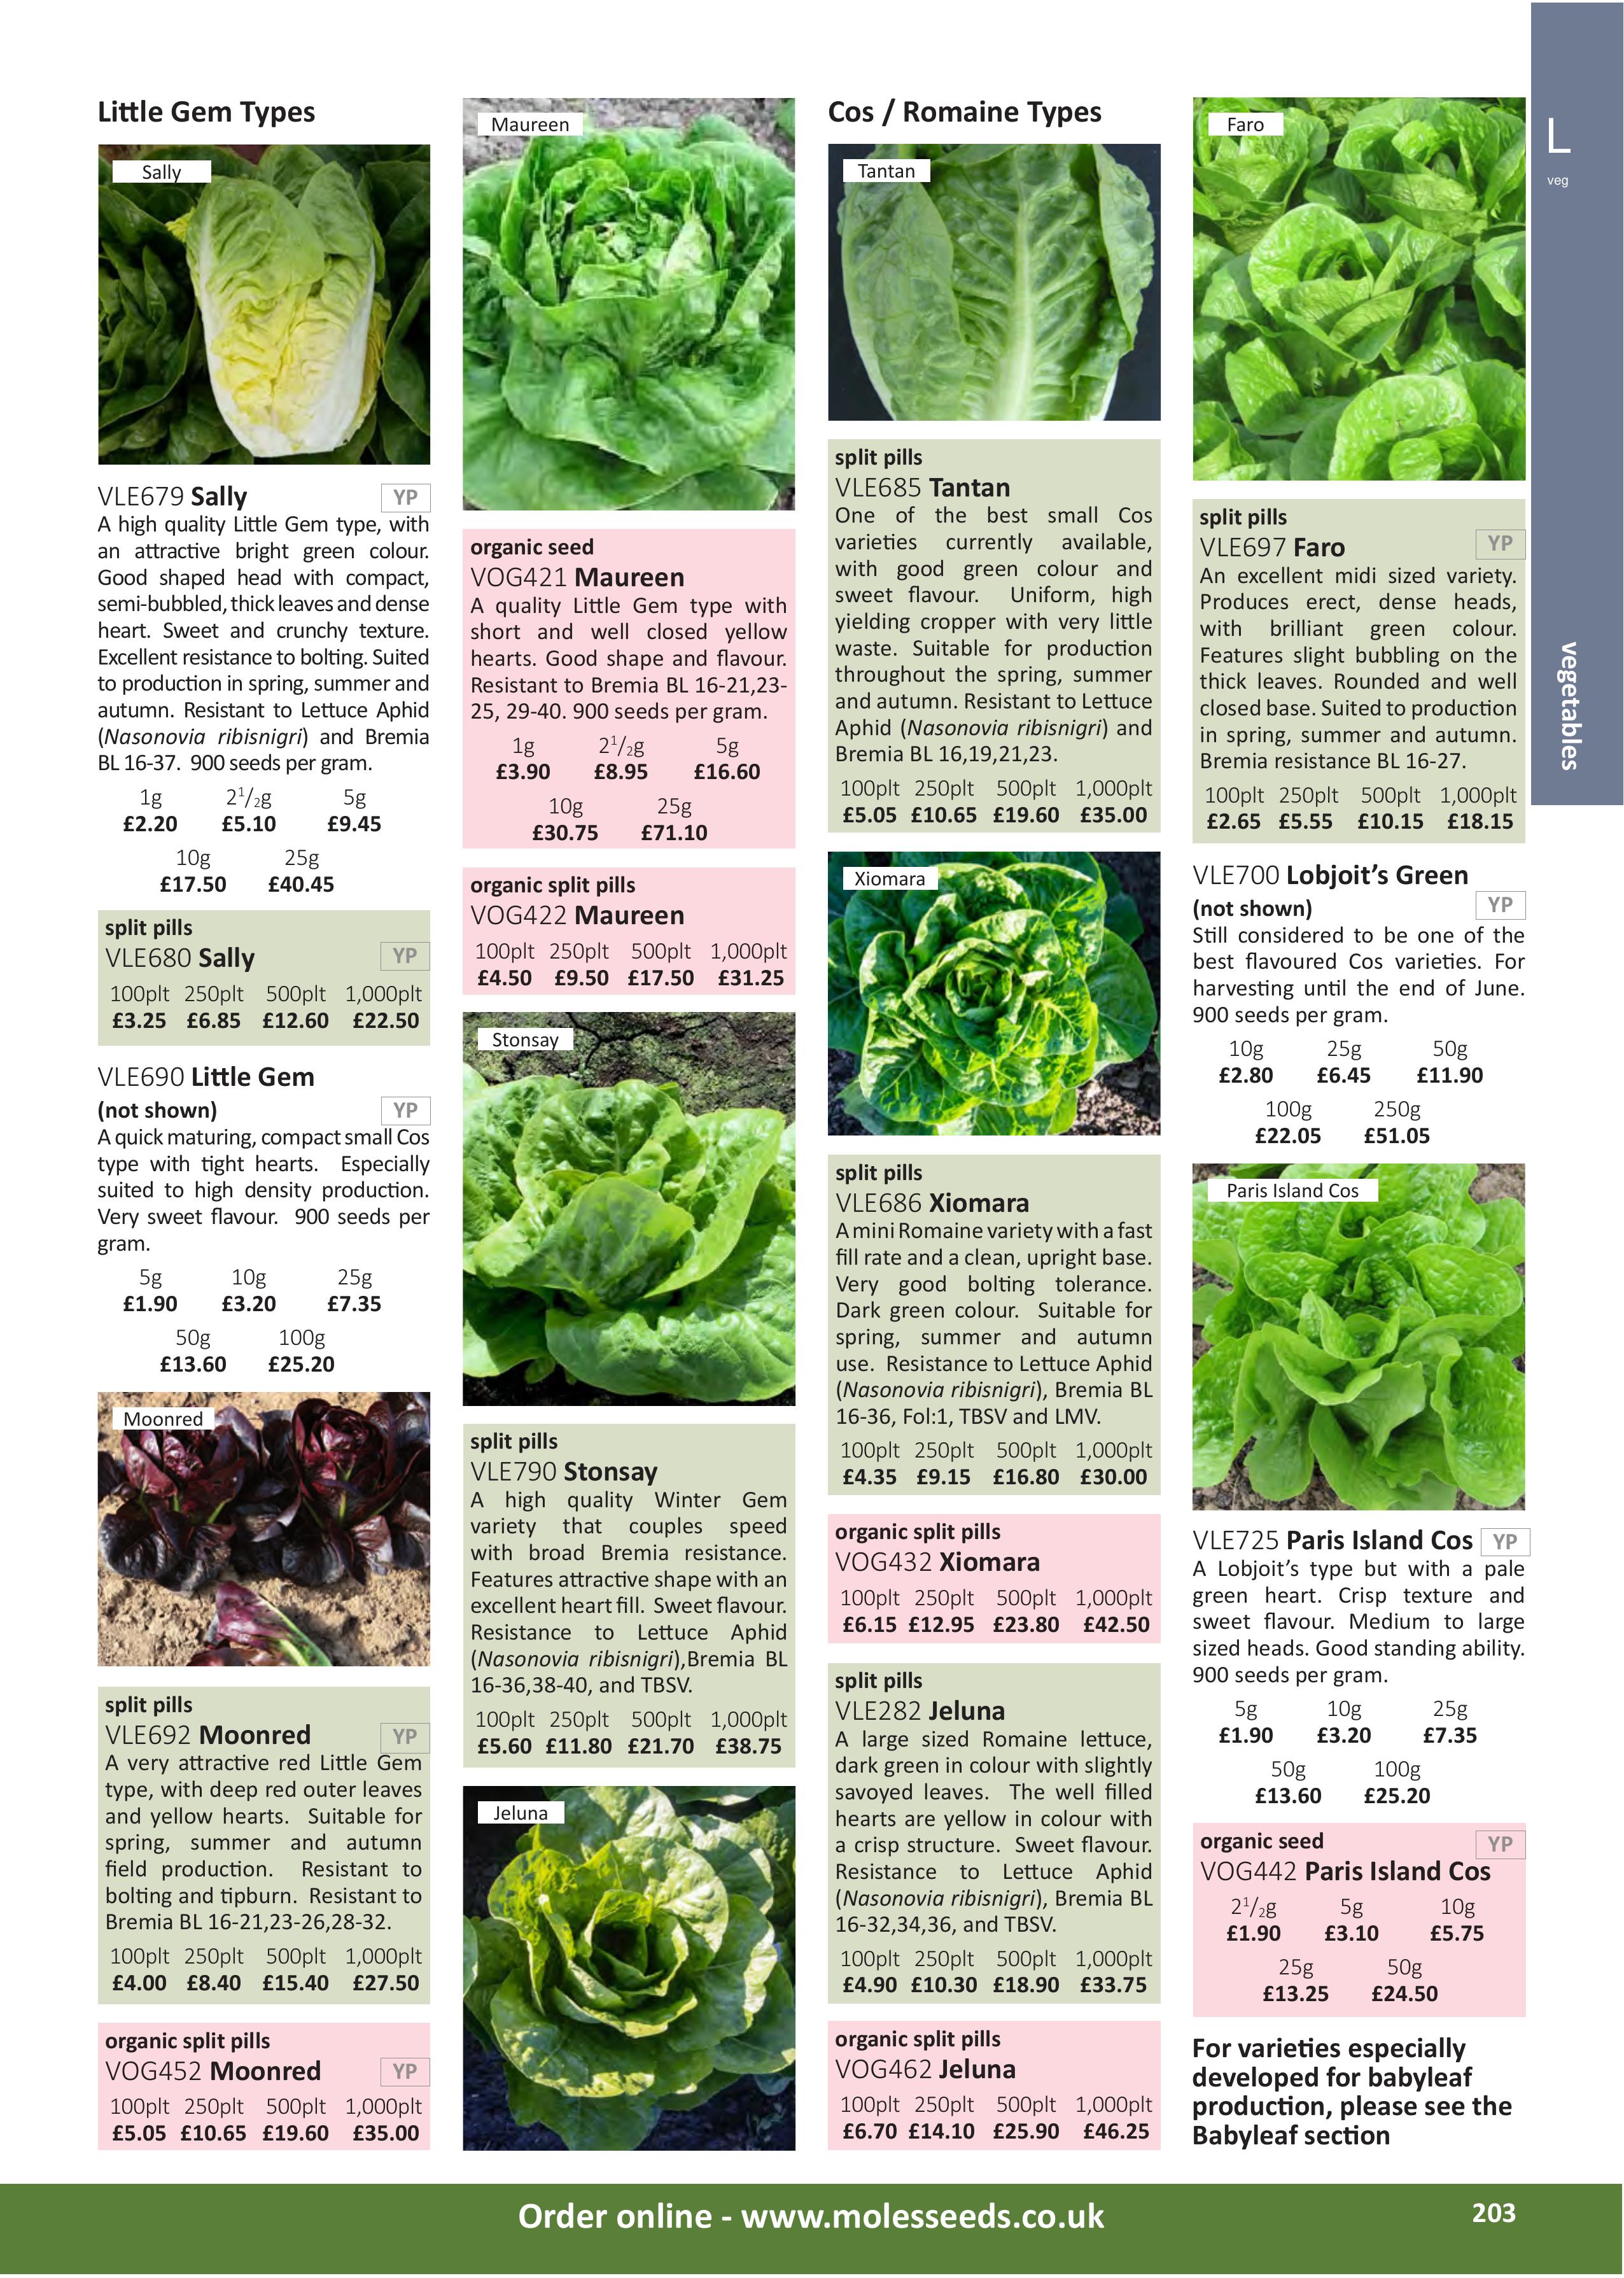 Little Gem Types
Sally
VLE679 Sally
YP
A high quality Little Gem type, with
an attractive bright green colour.
Good shaped head with compact,
semi-bubbled, thick leaves and dense
heart. Sweet and crunchy texture.
Excellent resistance to bolting. Suited
to production in spring, summer and
autumn. Resistant to Lettuce Aphid
(Nasonovia ribisnigri) and Bremia
BL 16-37. 900 seeds per gram.
1g 2 1/2g 5g
£2.20 £5.10 £9.45
10g 25g
£17.50 £40.45
split pills
VLE680 Sally
YP
100plt 250plt 500plt 1,000plt
£3.25 £6.85 £12.60 £22.50
VLE690 Little Gem
(not shown)
YP
A quick maturing, compact small Cos
type with tight hearts. Especially
suited to high density production.
Very sweet flavour. 900 seeds per
gram.
5g 10g 25g
£1.90 £3.20 £7.35
50g 100g
£13.60 £25.20
Moonred
split pills
VLE692 Moonred
YP
A very attractive red Little Gem
type, with deep red outer leaves
and yellow hearts. Suitable for
spring, summer and autumn
field production. Resistant to
bolting and tipburn. Resistant to
Bremia BL 16-21,23-26,28-32.
100plt 250plt 500plt 1,000plt
£4.00 £8.40 £15.40 £27.50
organic split pills
VOG452 Moonred
YP
100plt 250plt 500plt 1,000plt
£5.05 £10.65 £19.60 £35.00
Maureen
organic seed
VOG421 Maureen
A quality Little Gem type with
short and well closed yellow
hearts. Good shape and flavour.
Resistant to Bremia BL 16-21,23-
25, 29-40. 900 seeds per gram.
1g 2 1/2g 5g
£3.90 £8.95 £16.60
10g 25g
£30.75 £71.10
organic split pills
VOG422 Maureen
100plt 250plt 500plt 1,000plt
£4.50 £9.50 £17.50 £31.25
Stonsay
split pills
VLE790 Stonsay
A high quality Winter Gem
variety that couples speed
with broad Bremia resistance.
Features attractive shape with an
excellent heart fill. Sweet flavour.
Resistance to Lettuce Aphid
(Nasonovia ribisnigri),Bremia BL
16-36,38-40, and TBSV.
100plt 250plt 500plt 1,000plt
£5.60 £11.80 £21.70 £38.75
Jeluna
Cos / Romaine Types
Tantan
split pills
VLE685 Tantan
One of the best small Cos
varieties currently available,
with good green colour and
sweet flavour. Uniform, high
yielding cropper with very little
waste. Suitable for production
throughout the spring, summer
and autumn. Resistant to Lettuce
Aphid (Nasonovia ribisnigri) and
Bremia BL 16,19,21,23.
100plt 250plt 500plt 1,000plt
£5.05 £10.65 £19.60 £35.00
Xiomara
split pills
VLE686 Xiomara
A mini Romaine variety with a fast
fill rate and a clean, upright base.
Very good bolting tolerance.
Dark green colour. Suitable for
spring, summer and autumn
use. Resistance to Lettuce Aphid
(Nasonovia ribisnigri), Bremia BL
16-36, Fol:1, TBSV and LMV.
100plt 250plt 500plt 1,000plt
£4.35 £9.15 £16.80 £30.00
organic split pills
VOG432 Xiomara
100plt 250plt 500plt 1,000plt
£6.15 £12.95 £23.80 £42.50
split pills
VLE282 Jeluna
A large sized Romaine lettuce,
dark green in colour with slightly
savoyed leaves. The well filled
hearts are yellow in colour with
a crisp structure. Sweet flavour.
Resistance to Lettuce Aphid
(Nasonovia ribisnigri), Bremia BL
16-32,34,36, and TBSV.
100plt 250plt 500plt 1,000plt
£4.90 £10.30 £18.90 £33.75
organic split pills
VOG462 Jeluna
100plt 250plt 500plt 1,000plt
£6.70 £14.10 £25.90 £46.25
Faro
split pills
VLE697 Faro
YP
An excellent midi sized variety.
Produces erect, dense heads,
with brilliant green colour.
Features slight bubbling on the
thick leaves. Rounded and well
closed base. Suited to production
in spring, summer and autumn.
Bremia resistance BL 16-27.
100plt 250plt 500plt 1,000plt
£2.65 £5.55 £10.15 £18.15
VLE700 Lobjoit's Green
(not shown)
YP
Still considered to be one of the
best flavoured Cos varieties. For
harvesting until the end of June.
900 seeds per gram.
10g 25g 50g
£2.80 £6.45 £11.90
100g 250g
£22.05 £51.05
Paris Island Cos
VLE725 Paris Island Cos
YP
A Lobjoit's type but with a pale
green heart. Crisp texture and
sweet flavour. Medium to large
sized heads. Good standing ability.
900 seeds per gram.
5g 10g 25g
£1.90 £3.20 £7.35
50g 100g
£13.60 £25.20
organic seed
YP
VOG442 Paris Island Cos
2 1/2g 5g 10g
£1.90 £3.10 £5.75
25g 50g
£13.25 £24.50
For varieties especially
developed for babyleaf
production, please see the
Babyleaf section
L
veg
vegetables
Order online - www.molesseeds.co.uk
203